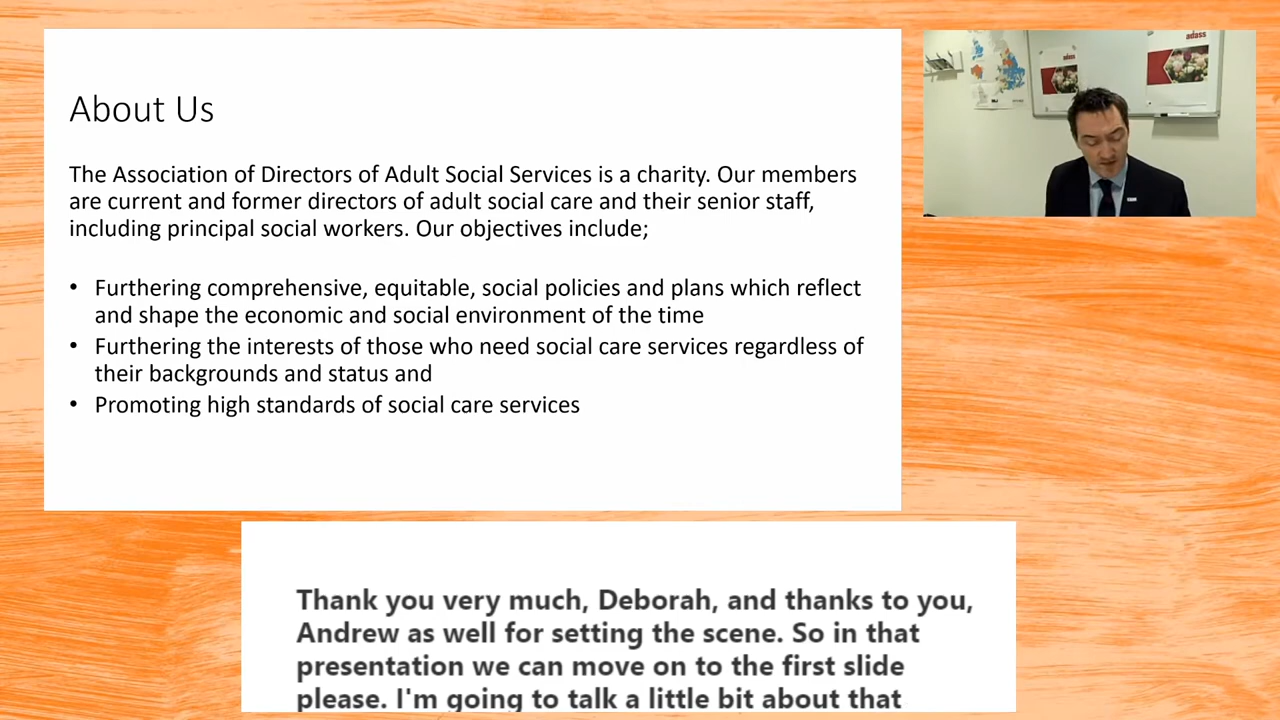 About Us
The Association of Directors of Adult Social Services is a charity. Our members
are current and former directors of adult social care and their senior staff,
including principal social workers. Our objectives include;
• Furthering comprehensive, equitable, social policies and plans which reflect
and shape the economic and social environment of the time
• Furthering the interests of those who need social care services regardless of
their backgrounds and status and
• Promoting high standards of social care services
adass
adass
Thank you very much, Deborah, and thanks to you,
Andrew as well for setting the scene. So in that
presentation we can move on to the first slide
please. I'm going to talk a little bit about that